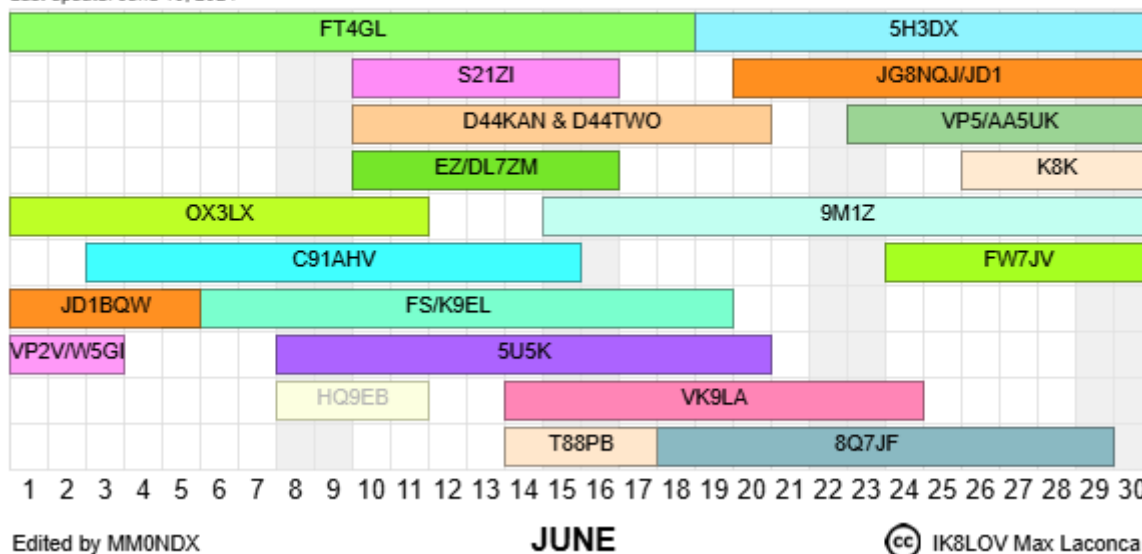 FT4GL 5H3DX
S21ZI JG8NQJ/JD1
D44KAN & D44TWO VP5/AA5UK
EZ/DL7ZM K8K
OX3LX 9M1Z
C91AHV FW7JV
JD1BQW FS/K9EL
VP2V/W5GI 5U5K
HQ9EB VK9LA
T88PB 8Q7JF
1 2 3 4 5 6 7 8 9 10 11 12 13 14 15 16 17 18 19 20 21 22 23 24 25 26 27 28 29 30
Edited by MM0NDX JUNE cc IK8LOV Max Laconca